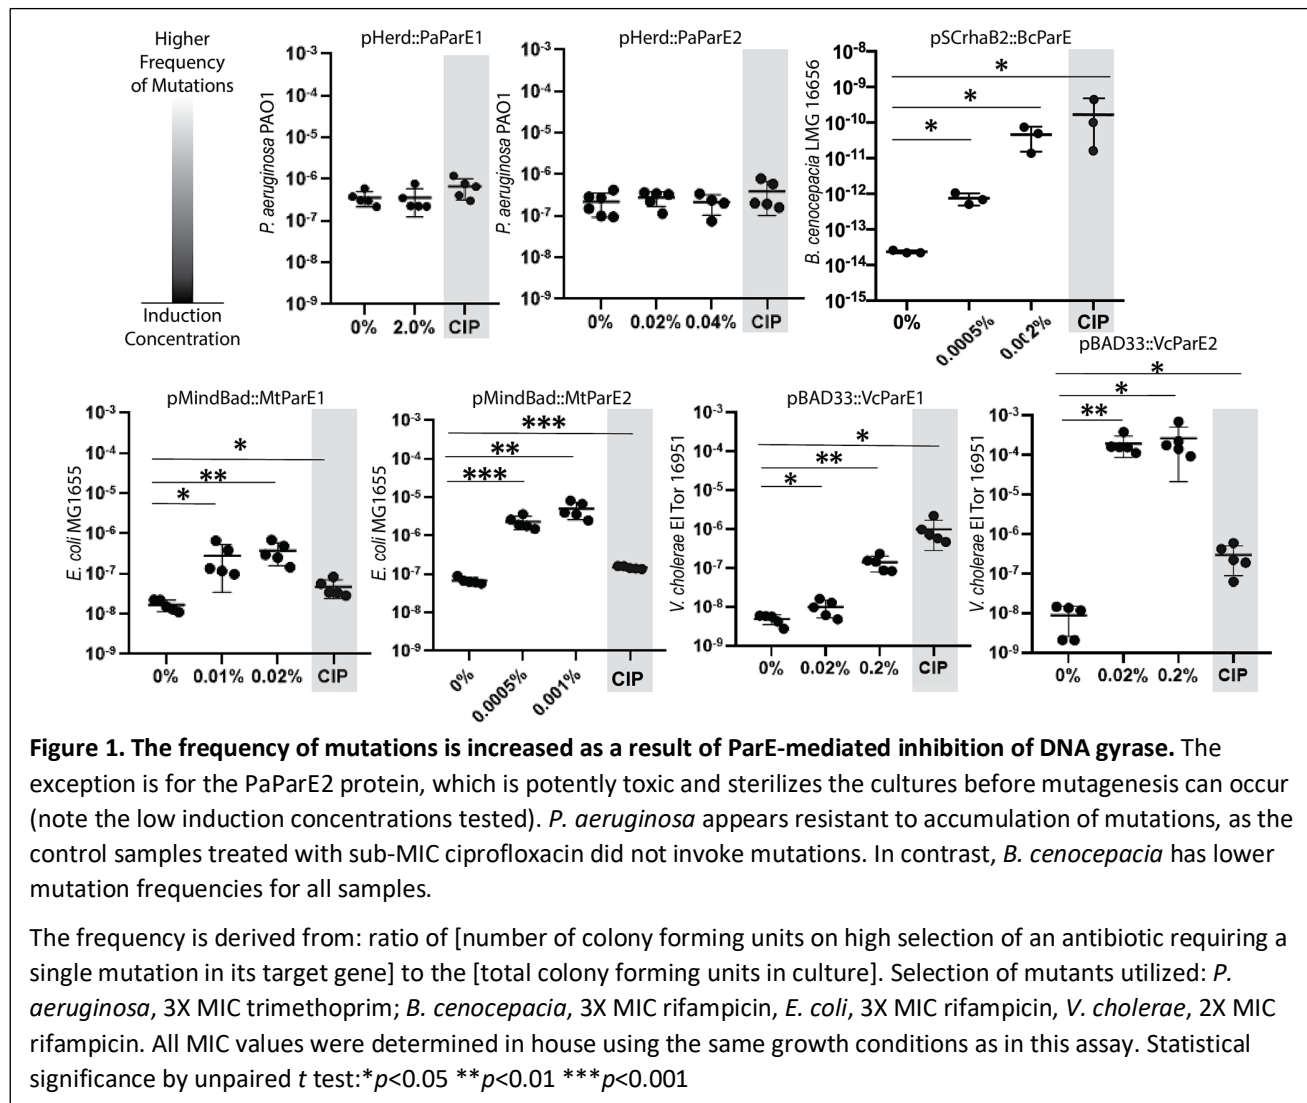 Higher
Frequency
of Mutations
Induction
Concentration
pHerd::PaParE1
P. aeruginosa PAO1
10-3
10-4
10-5
10-6
10-7
10-8
10-9
0% 2.0% CIP
pHerd::PaParE2
P. aeruginosa PAO1
10-3
10-4
10-5
10-6
10-7
10-8
10-9
0% 0.02% 0.04% CIP
pSCrhaB2::BcParE
B. cenocepacia LMG 16656
10-8
10-9
10-10
10-11
10-12
10-13
10-14
10-15
*
*
*
0% 0.0005% 0.002% CIP
pMindBad::MtParE1
E. coli MG1655
10-3
10-4
10-5
10-6
10-7
10-8
10-9
*
**
*
0% 0.01% 0.02% CIP
pMindBad::MtParE2
E. coli MG1655
10-3
10-4
10-5
10-6
10-7
10-8
10-9
***
**
***
0% 0.0005% 0.001% CIP
pBAD33::VcParE1
V. cholerae El Tor 16951
10-3
10-4
10-5
10-6
10-7
10-8
10-9
*
**
*
0% 0.02% 0.2% CIP
pBAD33::VcParE2
V. cholerae El Tor 16951
10-3
10-4
10-5
10-6
10-7
10-8
10-9
*
*
**
0% 0.02% 0.2% CIP
Figure 1. The frequency of mutations is increased as a result of ParE-mediated inhibition of DNA gyrase. The
exception is for the PaParE2 protein, which is potently toxic and sterilizes the cultures before mutagenesis can occur
(note the low induction concentrations tested). P. aeruginosa appears resistant to accumulation of mutations, as the
control samples treated with sub-MIC ciprofloxacin did not invoke mutations. In contrast, B. cenocepacia has lower
mutation frequencies for all samples.
The frequency is derived from: ratio of [number of colony forming units on high selection of an antibiotic requiring a
single mutation in its target gene] to the [total colony forming units in culture]. Selection of mutants utilized: P.
aeruginosa, 3X MIC trimethoprim; B. cenocepacia, 3X MIC rifampicin, E. coli, 3X MIC rifampicin, V. cholerae, 2X MIC
rifampicin. All MIC values were determined in house using the same growth conditions as in this assay. Statistical
significance by unpaired t test:*p<0.05 **p<0.01 ***p<0.001